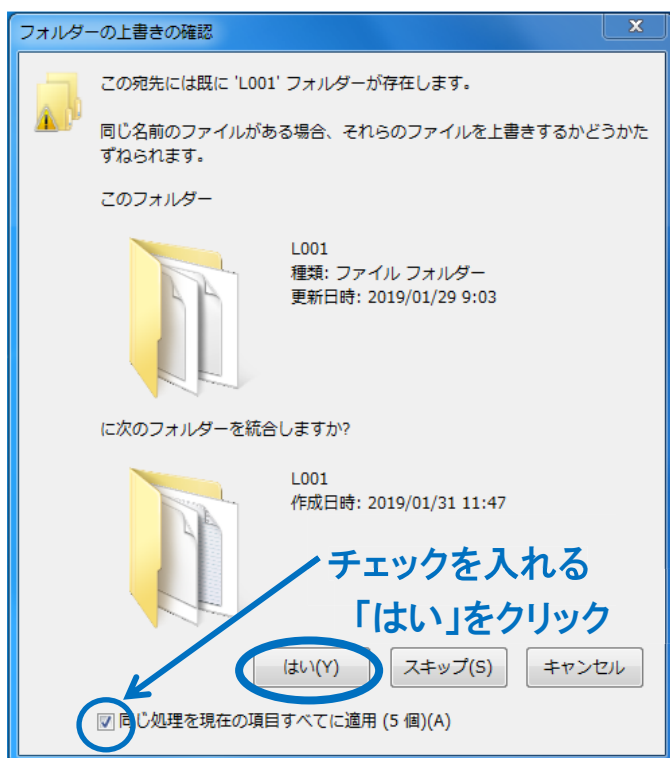 フォルダーの上書きの確認
この宛先には既に 'L001' フォルダーが存在します。
同じ名前のファイルがある場合、それらのファイルを上書きするかどうかた
ずねられます。
このフォルダー
L001
種類: ファイル フォルダー
更新日時: 2019/01/29 9:03
に次のフォルダーを統合しますか?
L001
作成日時: 2019/01/31 11:47
チェックを入れる
「はい」をクリック
はい(Y) スキップ(S) キャンセル
同じ処理を現在の項目すべてに適用 (5 個)(A)